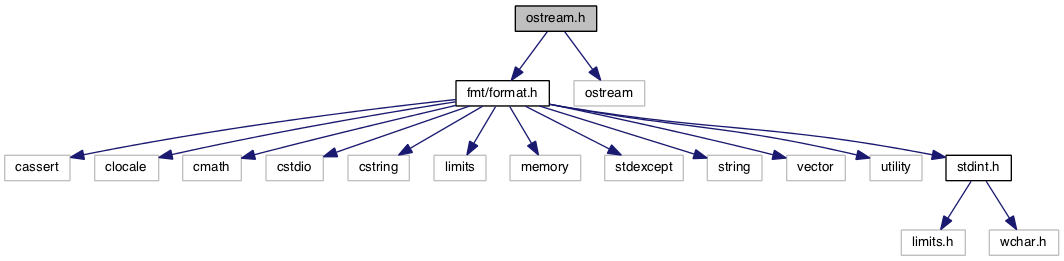 ostream.h
fmt/format.h
ostream
cassert
clocale
cmath
cstdio
cstring
limits
memory
stdexcept
string
vector
utility
stdint.h
limits.h
wchar.h